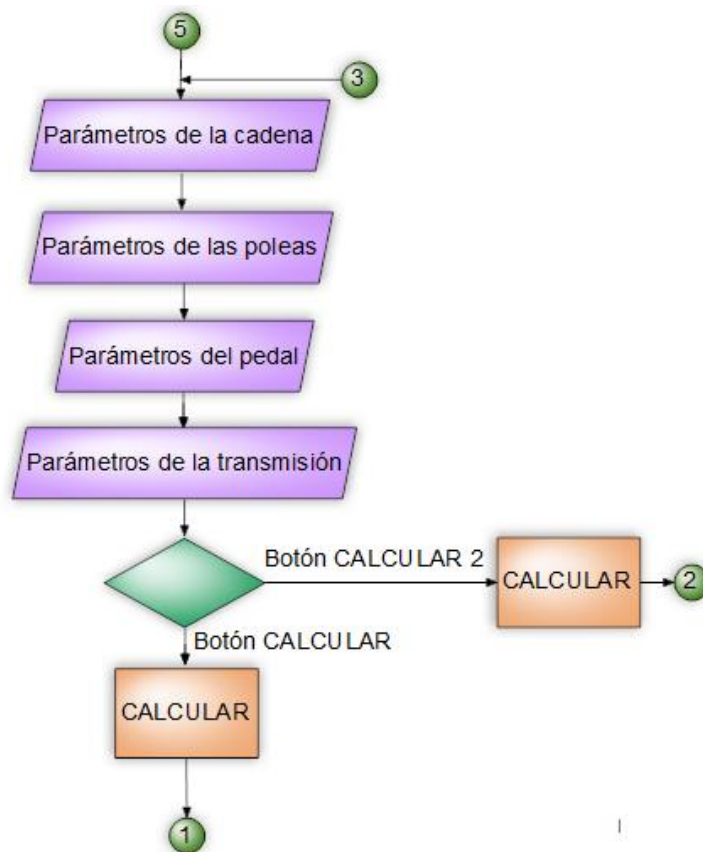 5
3
Parámetros de la cadena
Parámetros de las poleas
Parámetros del pedal
Parámetros de la transmisión
Botón CALCULAR 2
CALCULAR
2
Botón CALCULAR
CALCULAR
1